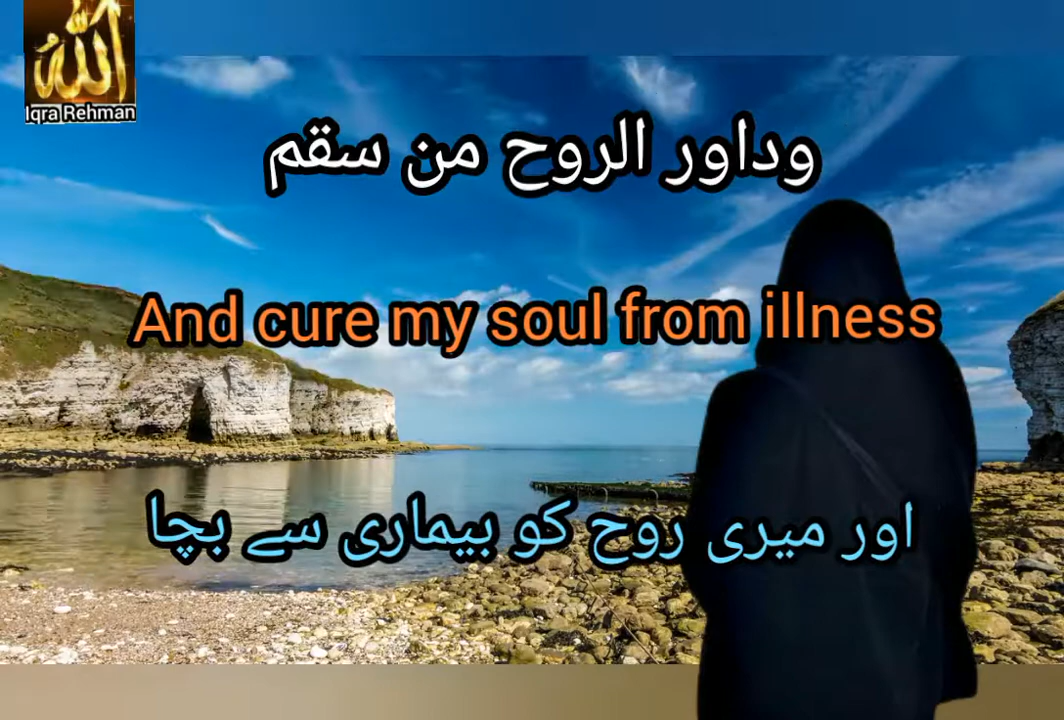 الله
Iqra Rehman
وداور الروح من سقم
And cure my soul from illness
اور میری روح کو بیماری سے بچا